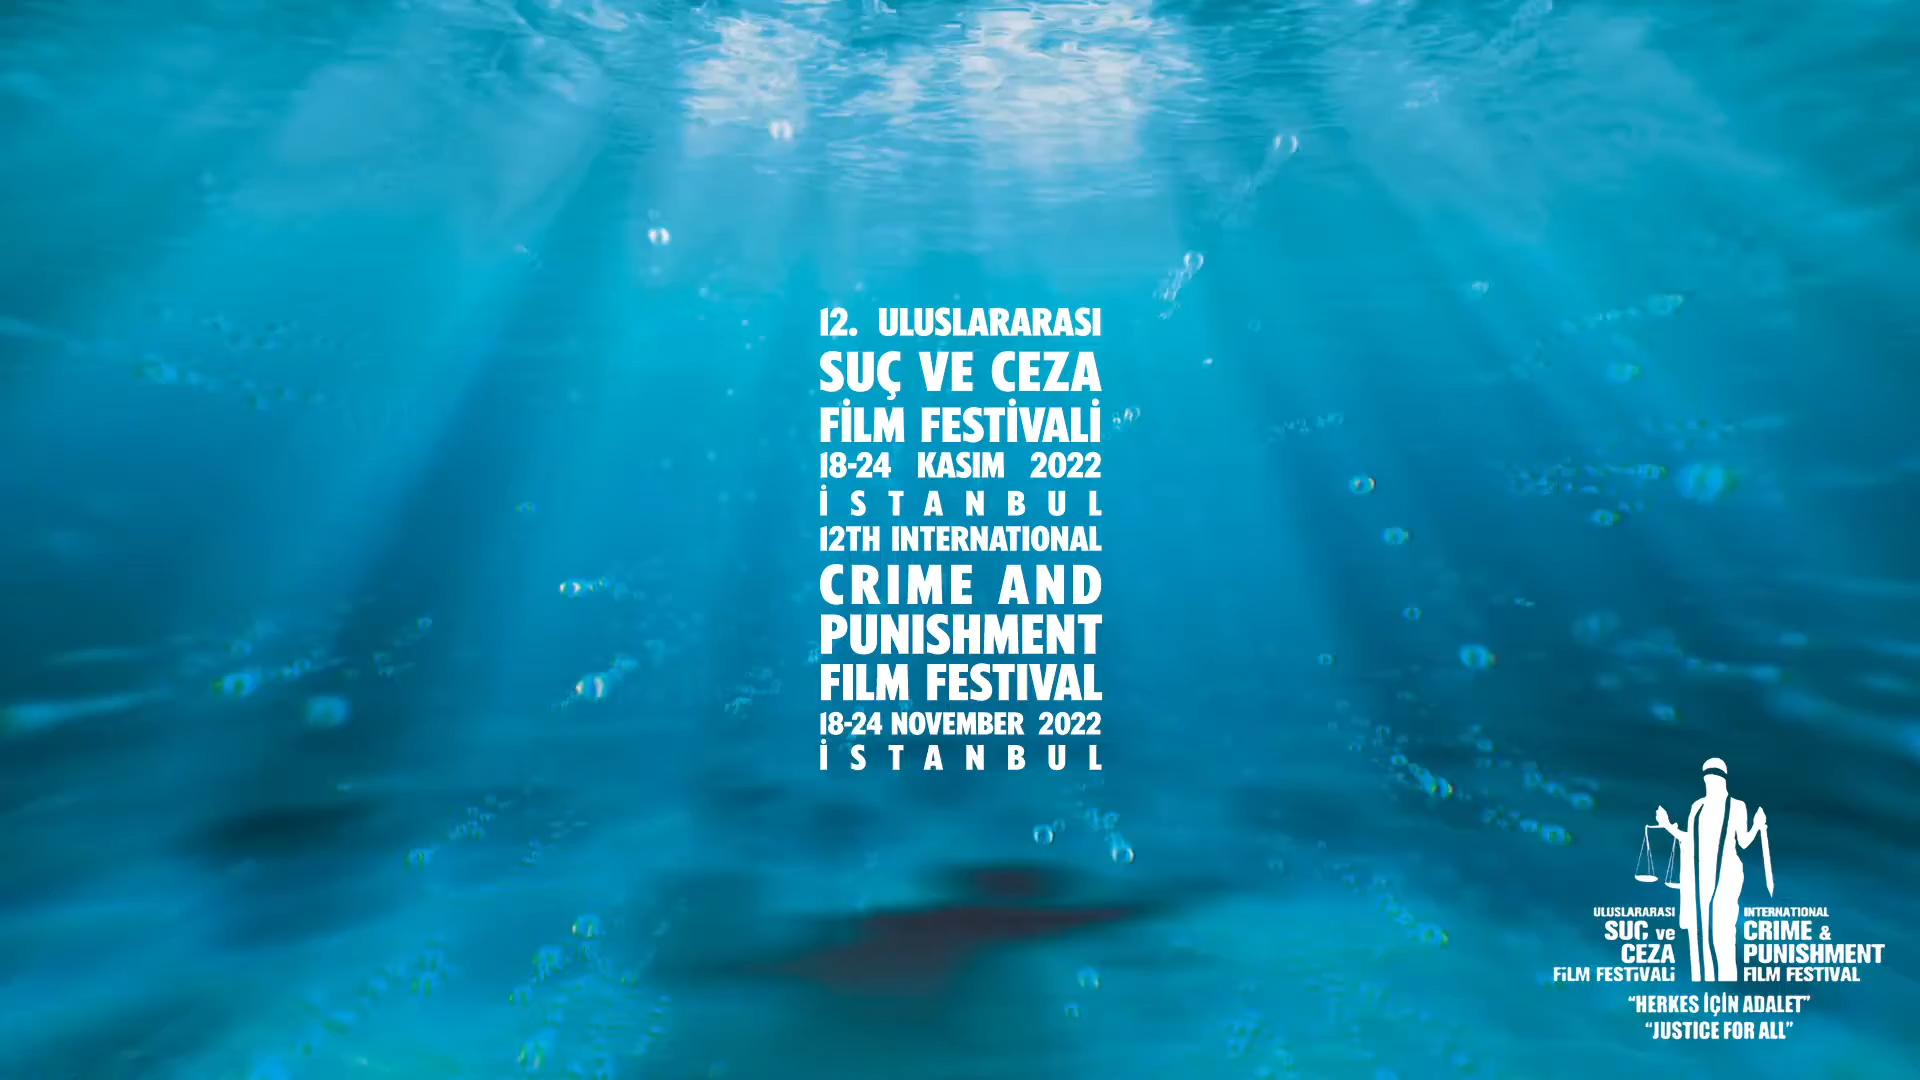 12. ULUSLARARASI
SUÇ VE CEZA
FİLM FESTİVALİ
18-24 KASIM 2022
İSTANBUL
12TH INTERNATIONAL
CRIME AND
PUNISHMENT
FILM FESTIVAL
18-24 NOVEMBER 2022
İSTANBUL
ULUSLARARASI
SUÇ ve
CEZA
FİLM FESTİVALİ
INTERNATIONAL
CRIME &
PUNISHMENT
FILM FESTIVAL
“HERKES İÇİN ADALET”
“JUSTICE FOR ALL”